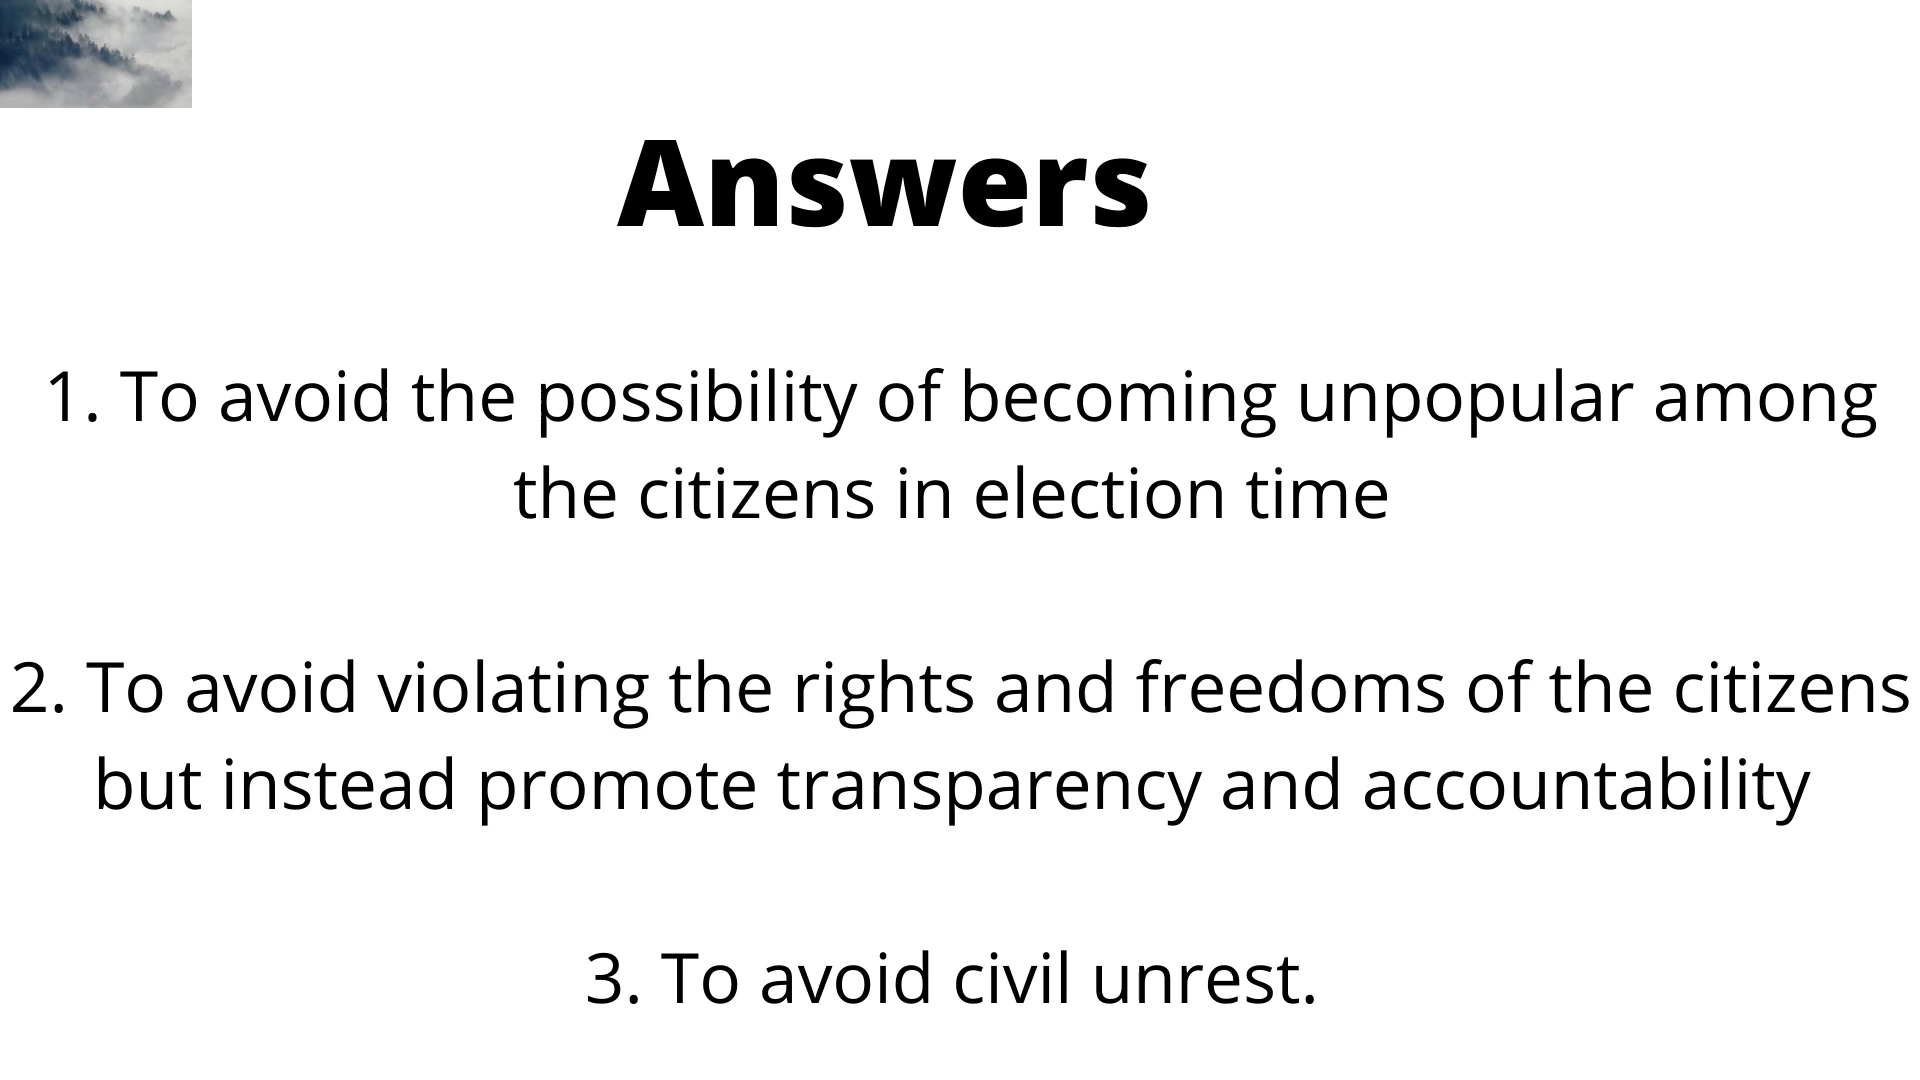 Answers
1. To avoid the possibility of becoming unpopular among
the citizens in election time
2. To avoid violating the rights and freedoms of the citizens
but instead promote transparency and accountability
3. To avoid civil unrest.